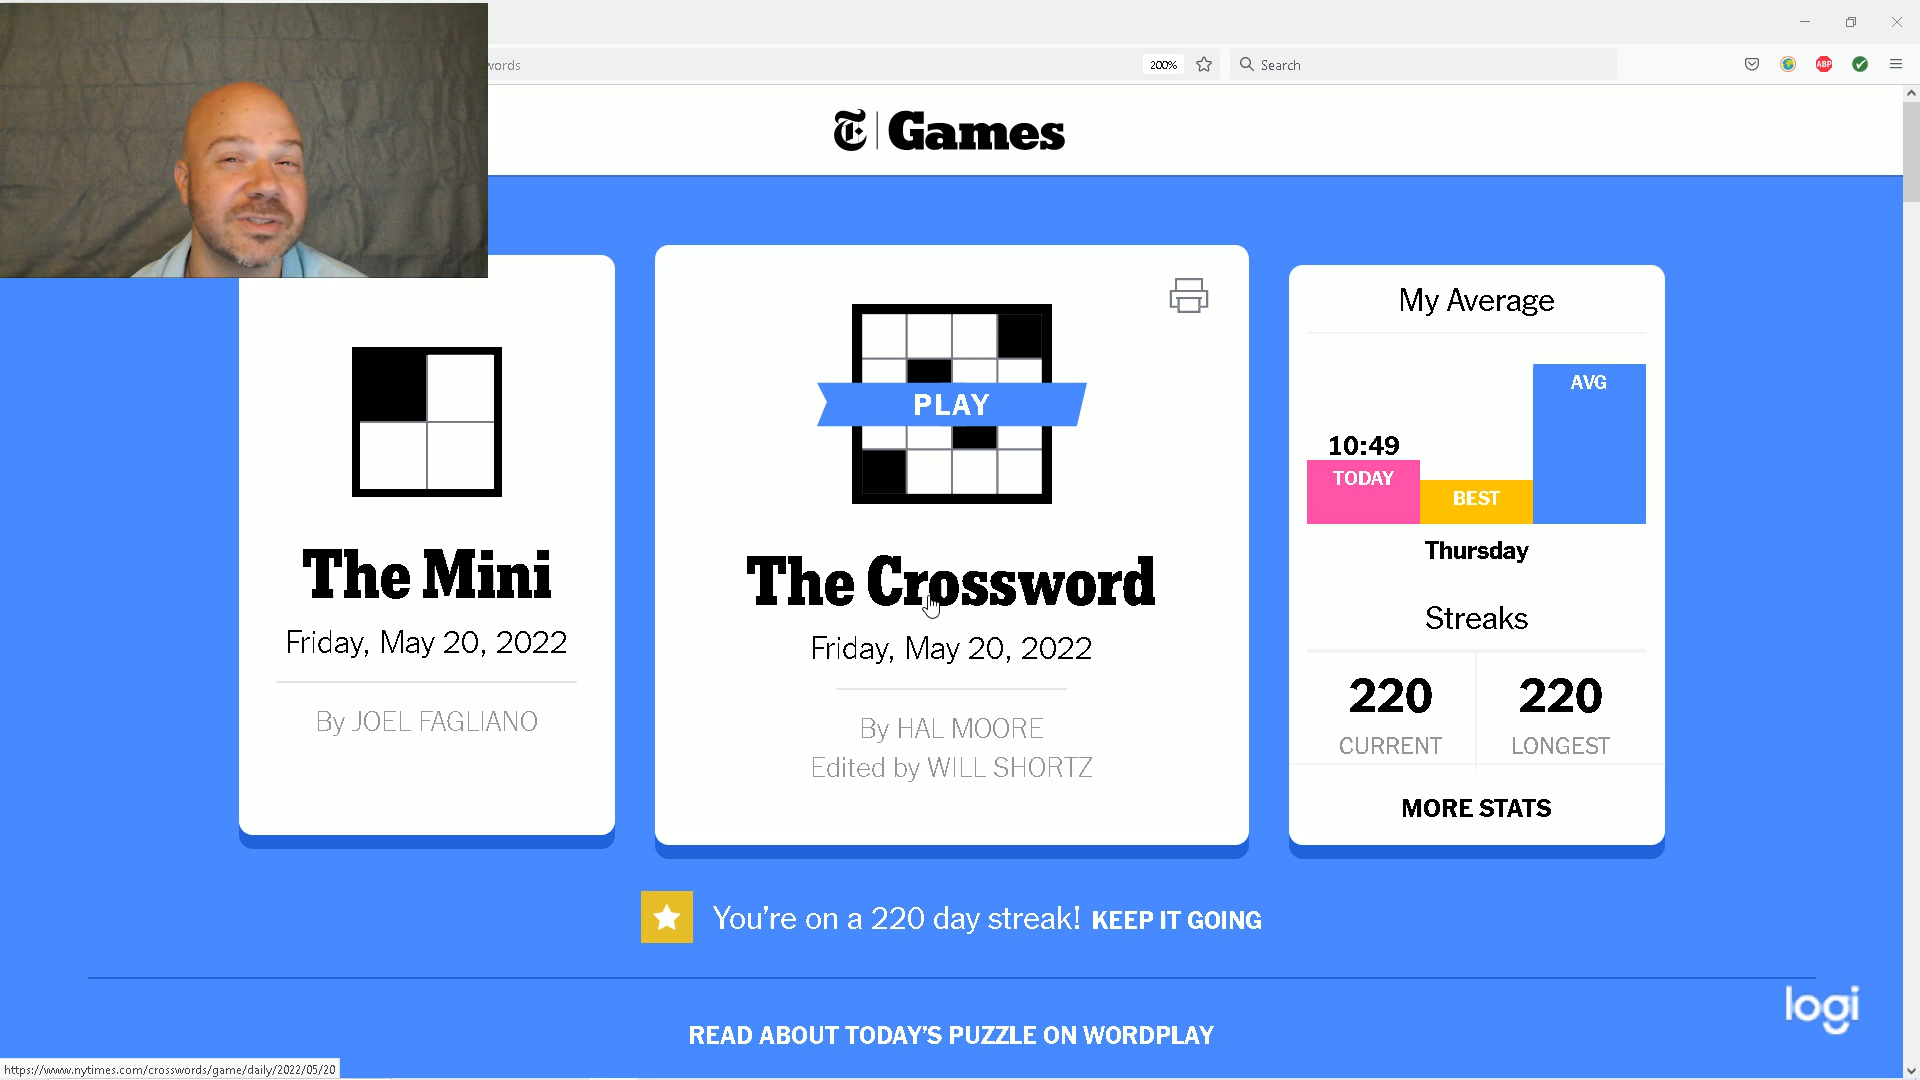 words
200%
Search
ABP
T Games
PLAY
The Mini
Friday, May 20, 2022
By JOEL FAGLIANO
The Crossword
Friday, May 20, 2022
By HAL MOORE
Edited by WILL SHORTZ
My Average
AVG
10:49
TODAY
BEST
Thursday
Streaks
220 220
CURRENT LONGEST
MORE STATS
You're on a 220 day streak! KEEP IT GOING
READ ABOUT TODAY'S PUZZLE ON WORDPLAY
logi
https://www.nytimes.com/crosswords/game/daily/2022/05/20